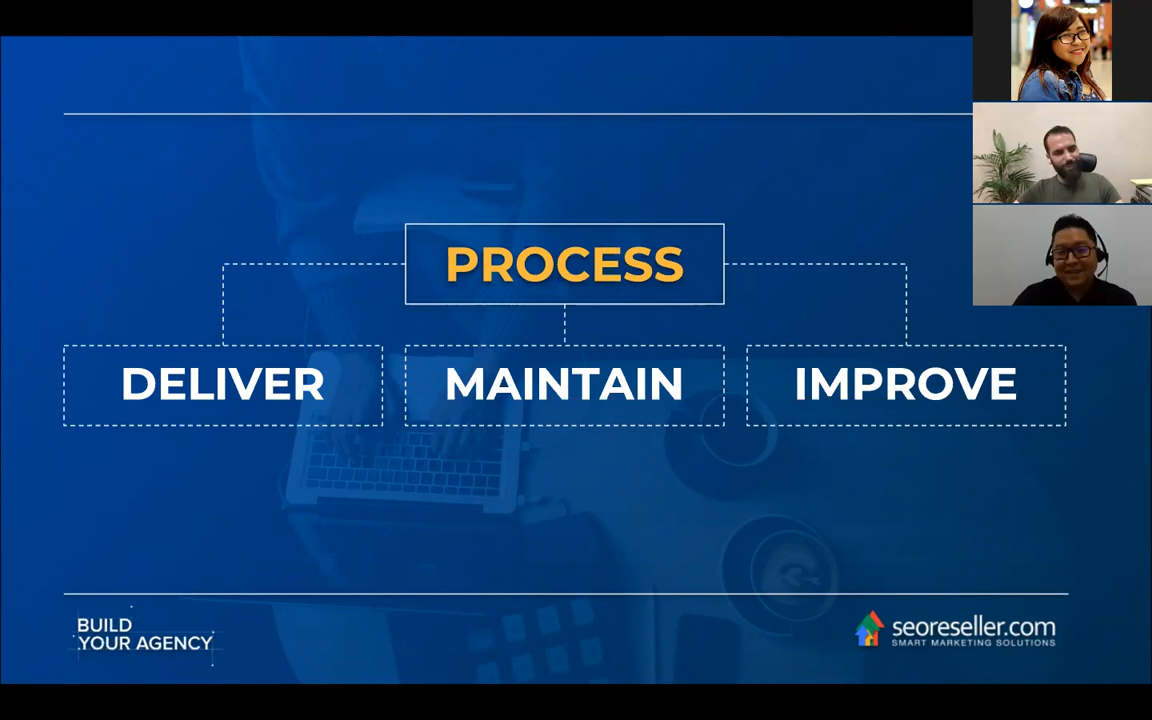 PROCESS
DELIVER
MAINTAIN
IMPROVE
BUILD
YOUR AGENCY
seoreseller.com
SMART MARKETING SOLUTIONS